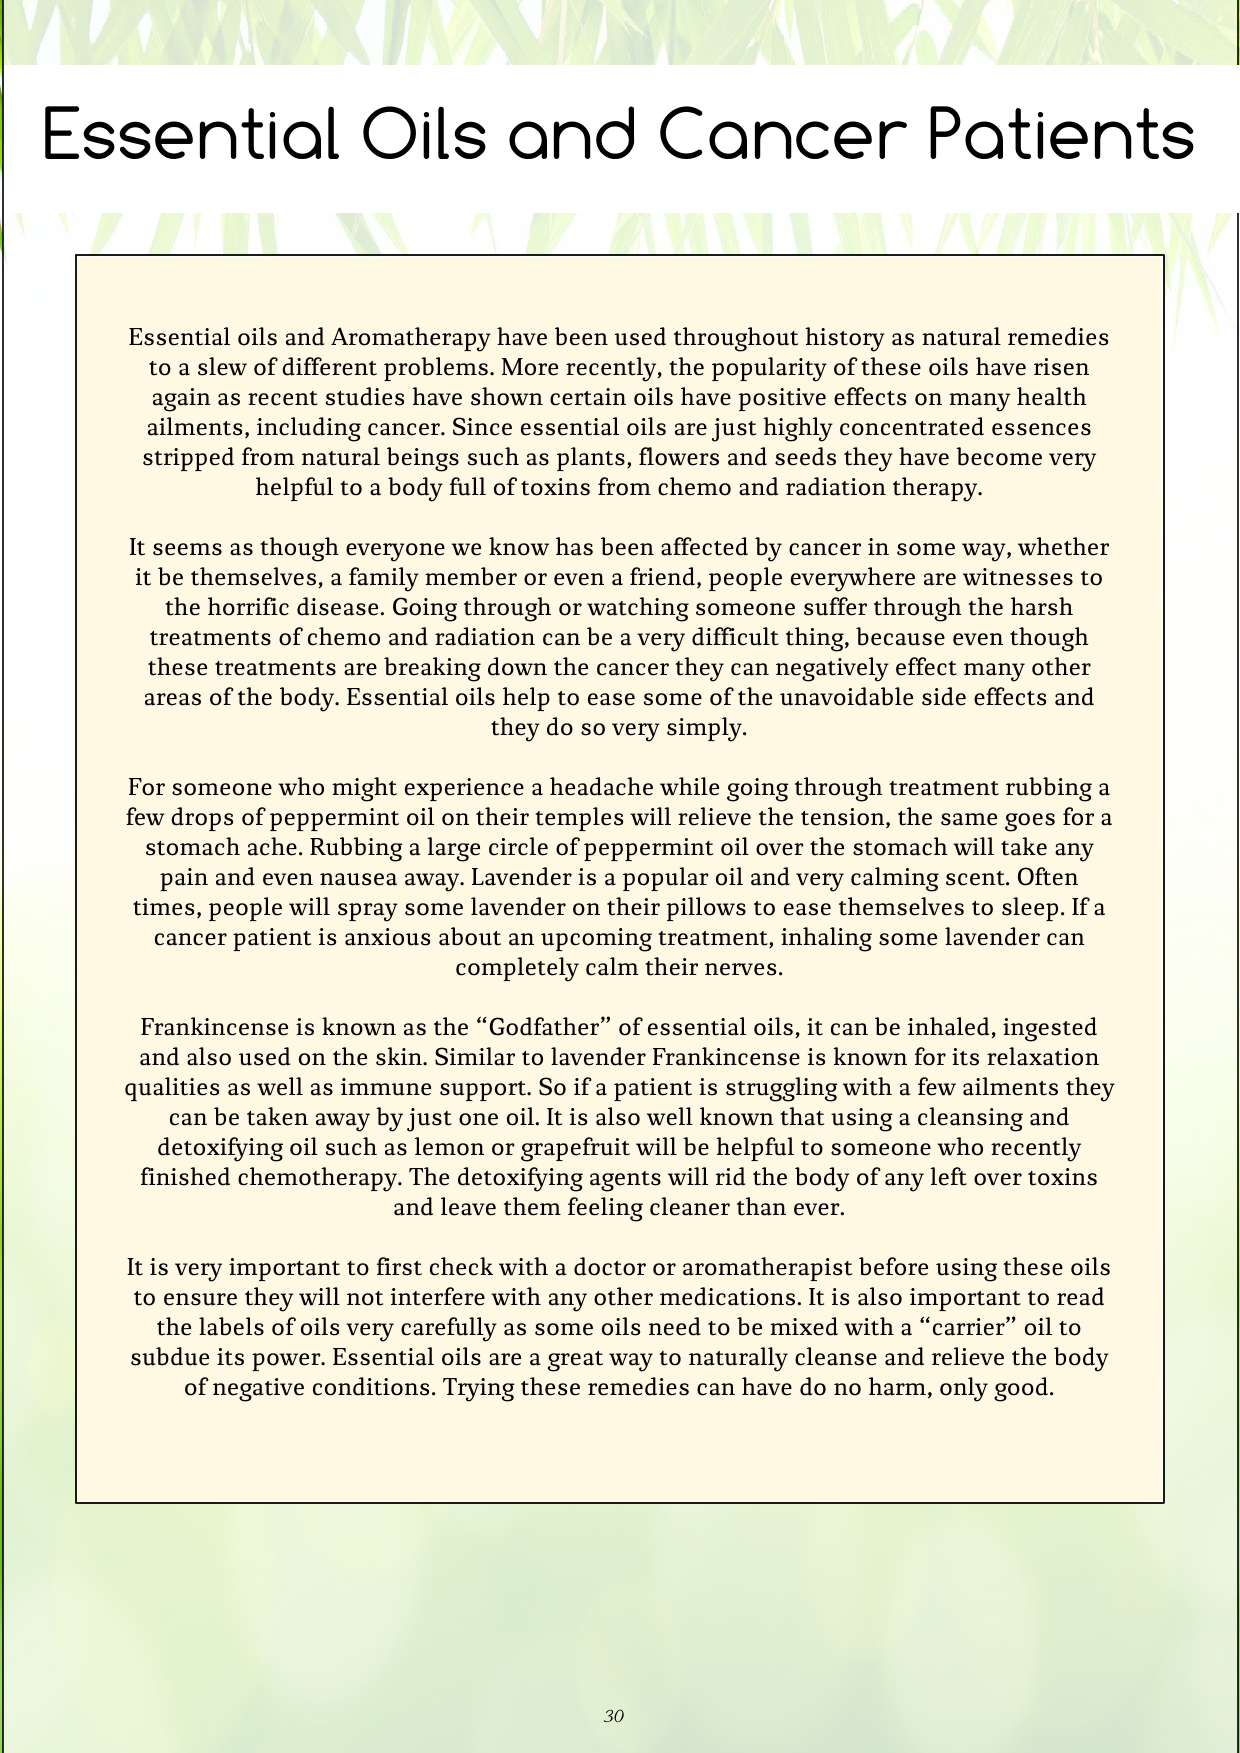 Essential Oils and Cancer Patients
Essential oils and Aromatherapy have been used throughout history as natural remedies
to a slew of different problems. More recently, the popularity of these oils have risen
again as recent studies have shown certain oils have positive effects on many health
ailments, including cancer. Since essential oils are just highly concentrated essences
stripped from natural beings such as plants, flowers and seeds they have become very
helpful to a body full of toxins from chemo and radiation therapy.
It seems as though everyone we know has been affected by cancer in some way, whether
it be themselves, a family member or even a friend, people everywhere are witnesses to
the horrific disease. Going through or watching someone suffer through the harsh
treatments of chemo and radiation can be a very difficult thing, because even though
these treatments are breaking down the cancer they can negatively effect many other
areas of the body. Essential oils help to ease some of the unavoidable side effects and
they do so very simply.
For someone who might experience a headache while going through treatment rubbing a
few drops of peppermint oil on their temples will relieve the tension, the same goes for a
stomach ache. Rubbing a large circle of peppermint oil over the stomach will take any
pain and even nausea away. Lavender is a popular oil and very calming scent. Often
times, people will spray some lavender on their pillows to ease themselves to sleep. If a
cancer patient is anxious about an upcoming treatment, inhaling some lavender can
completely calm their nerves.
Frankincense is known as the “Godfather” of essential oils, it can be inhaled, ingested
and also used on the skin. Similar to lavender Frankincense is known for its relaxation
qualities as well as immune support. So if a patient is struggling with a few ailments they
can be taken away by just one oil. It is also well known that using a cleansing and
detoxifying oil such as lemon or grapefruit will be helpful to someone who recently
finished chemotherapy. The detoxifying agents will rid the body of any left over toxins
and leave them feeling cleaner than ever.
It is very important to first check with a doctor or aromatherapist before using these oils
to ensure they will not interfere with any other medications. It is also important to read
the labels of oils very carefully as some oils need to be mixed with a “carrier” oil to
subdue its power. Essential oils are a great way to naturally cleanse and relieve the body
of negative conditions. Trying these remedies can have do no harm, only good.
30